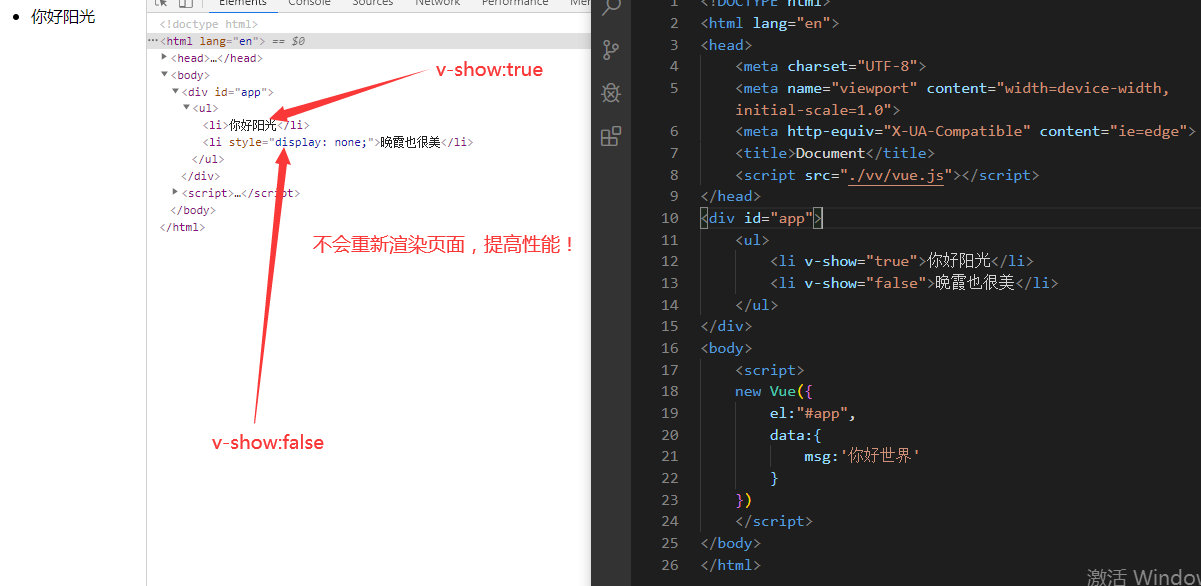 你好阳光
Elements Console Sources Network Performance Mem
<!doctype html>
<html lang="en"> == $0
<head>…</head>
<body>
<div id="app">
<ul>
<li>你好阳光</li>
<li style="display: none;">晚霞也很美</li>
</ul>
</div>
<script>…</script>
</body>
</html>
v-show:true
不会重新渲染页面，提高性能！
v-show:false
1 <!DOCTYPE html>
2 <html lang="en">
3 <head>
4 <meta charset="UTF-8">
5 <meta name="viewport" content="width=device-width,
initial-scale=1.0">
6 <meta http-equiv="X-UA-Compatible" content="ie=edge">
7 <title>Document</title>
8 <script src="./vv/vue.js"></script>
9 </head>
10 <div id="app">
11 <ul>
12 <li v-show="true">你好阳光</li>
13 <li v-show="false">晚霞也很美</li>
14 </ul>
15 </div>
16 <body>
17 <script>
18 new Vue({
19 el:"#app",
20 data:{
21 msg:'你好世界'
22 }
23 })
24 </script>
25 </body>
26 </html>
激活 Window